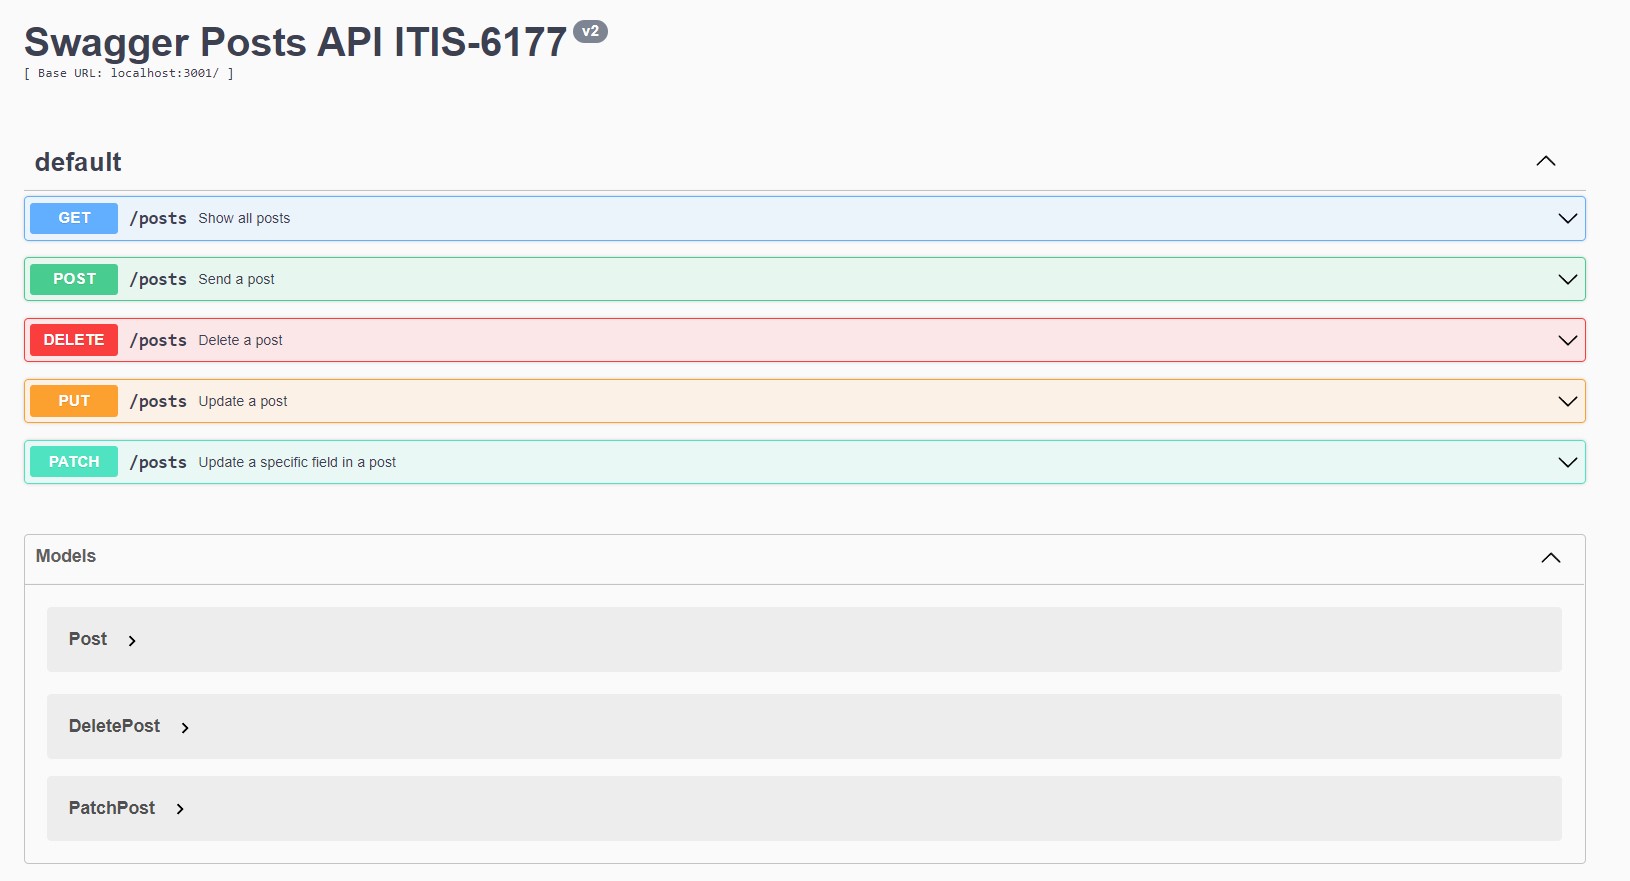 Swagger Posts API ITIS-6177 v2
[ Base URL: localhost:3001/ ]
default
GET /posts Show all posts
POST /posts Send a post
DELETE /posts Delete a post
PUT /posts Update a post
PATCH /posts Update a specific field in a post
Models
Post
DeletePost
PatchPost